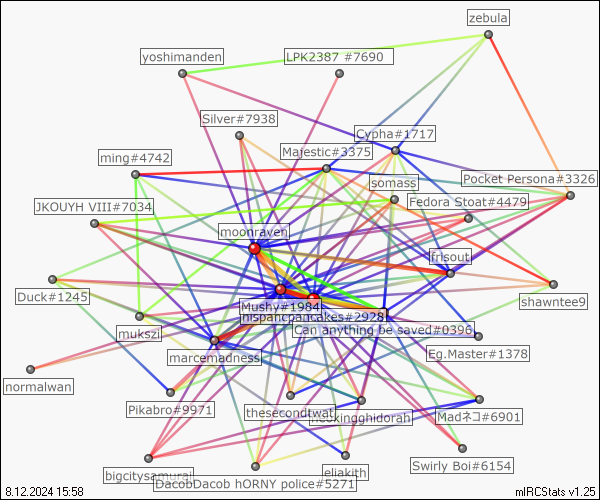 zebula
yoshimanden
LPK2387 #7690
Silver#7938
Cypha#1717
Majestic#3375
ming#4742
Pocket Persona#3326
somass
Fedora Stoat#4479
JKOUYH VIII#7034
moonraven
frisout
Duck#1245
shawntee9
Mushy#1984
hispanicpancakes#2928
mukszi
Can anything be saved#0396
marcemadness
Eg.Master#1378
normalwan
Pikabro#9971
thesecondtwat
neokingghidorah
Madネコ#6901
bigcitysamurai
eliakith
Swirly Boi#6154
DacobDacob hORNY police#5271
8.12.2024 15:58
mIRCStats v1.25